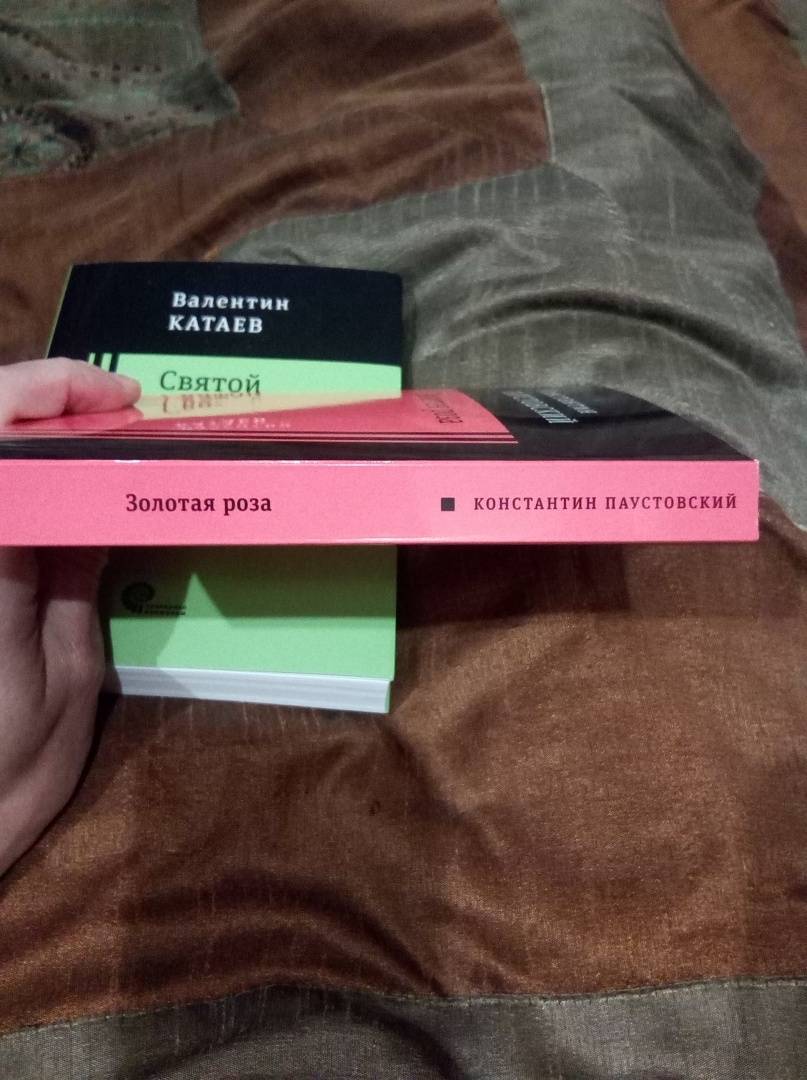 Валентин
КАТАЕВ
Святой
Золотая роза
КОНСТАНТИН ПАУСТОВСКИЙ